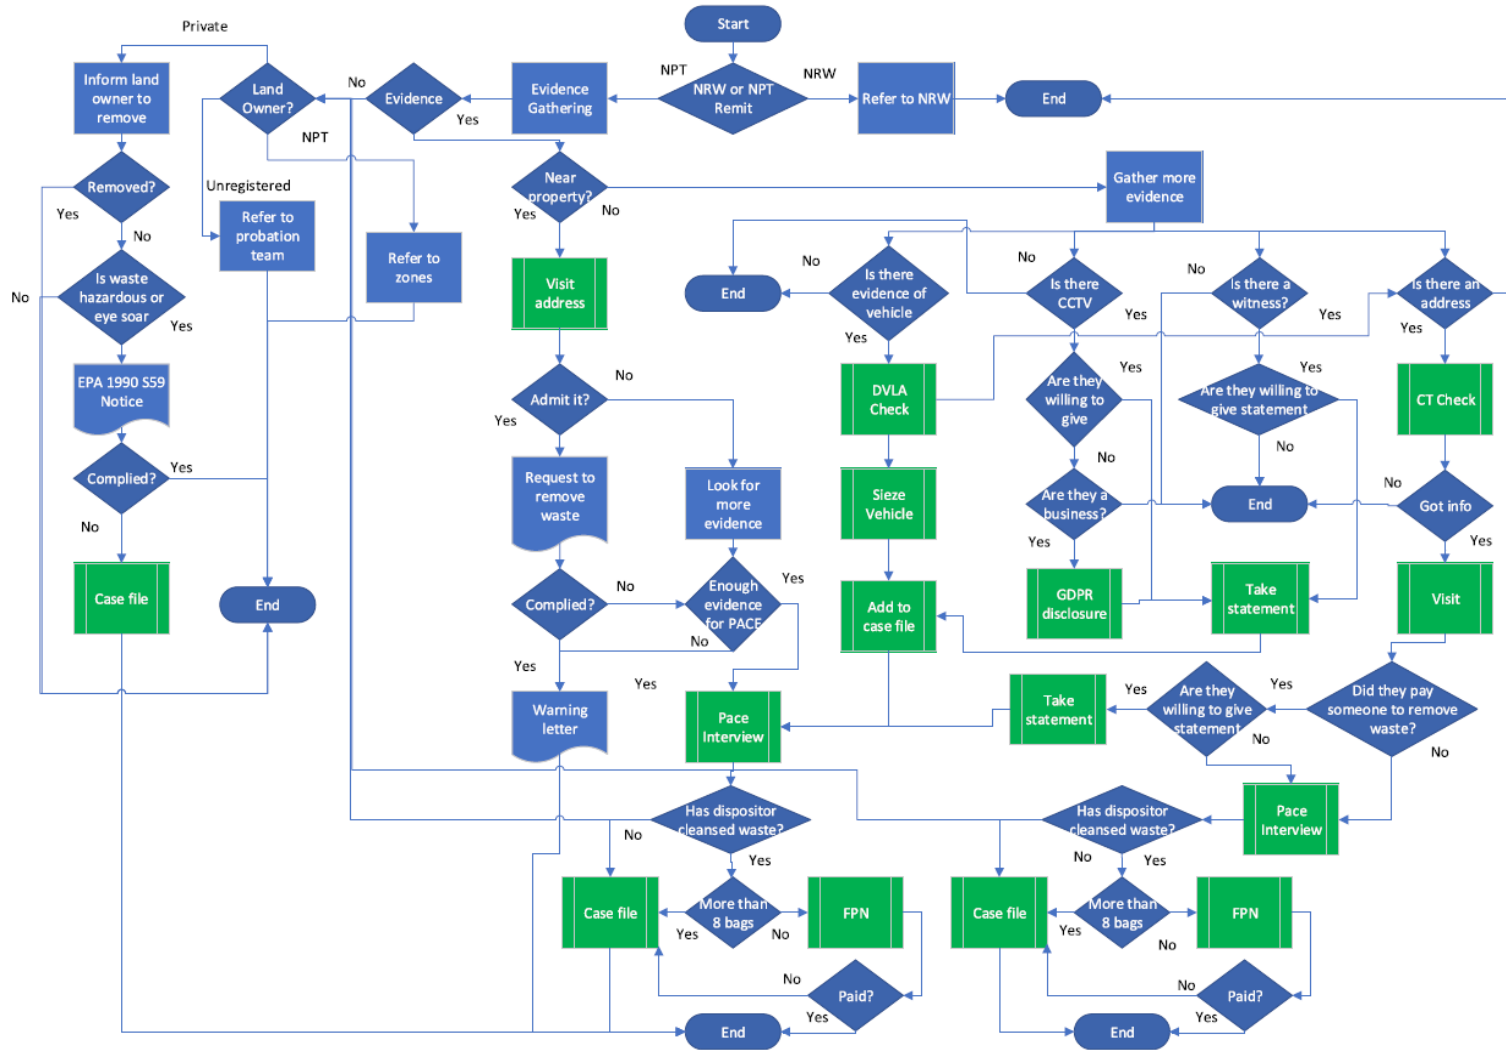 Start
Private
NPT
NRW
Inform land
owner to
remove
Land
Owner?
No
Evidence
Yes
Evidence
Gathering
NRW or NPT
Remit
Refer to NRW
End
NPT
Removed?
Yes
No
Unregistered
Refer to
probation
team
Refer to
zones
Near
property?
Yes
No
Gather more
evidence
Is waste
hazardous or
eye soar
No
Yes
Visit
address
End
No
Is there
evidence of
vehicle
Yes
No
Is there
CCTV
Yes
No
Is there a
witness?
Yes
Is there an
address
Yes
EPA 1990 S59
Notice
Admit it?
No
Yes
DVLA
Check
Are they
willing to
give
Yes
No
Are they willing to
give statement
Yes
No
CT Check
Complied?
Yes
No
Request to
remove
waste
Look for
more
evidence
Sieze
Vehicle
Are they a
business?
Yes
End
No
Got info
Yes
Case file
End
Complied?
No
Yes
Enough
evidence
for PACE
Yes
No
Add to
case file
GDPR
disclosure
Take
statement
Visit
Warning
letter
Yes
Pace
Interview
Take
statement
Yes
Are they
willing to give
statement
No
Yes
Did they pay
someone to remove
waste?
No
Has dispositor
cleansed waste?
No
Yes
Has dispositor
cleansed waste?
No
Yes
Pace
Interview
Case file
More than
8 bags
Yes
No
FPN
Case file
More than
8 bags
Yes
No
FPN
No
Paid?
Yes
No
Paid?
Yes
End
End